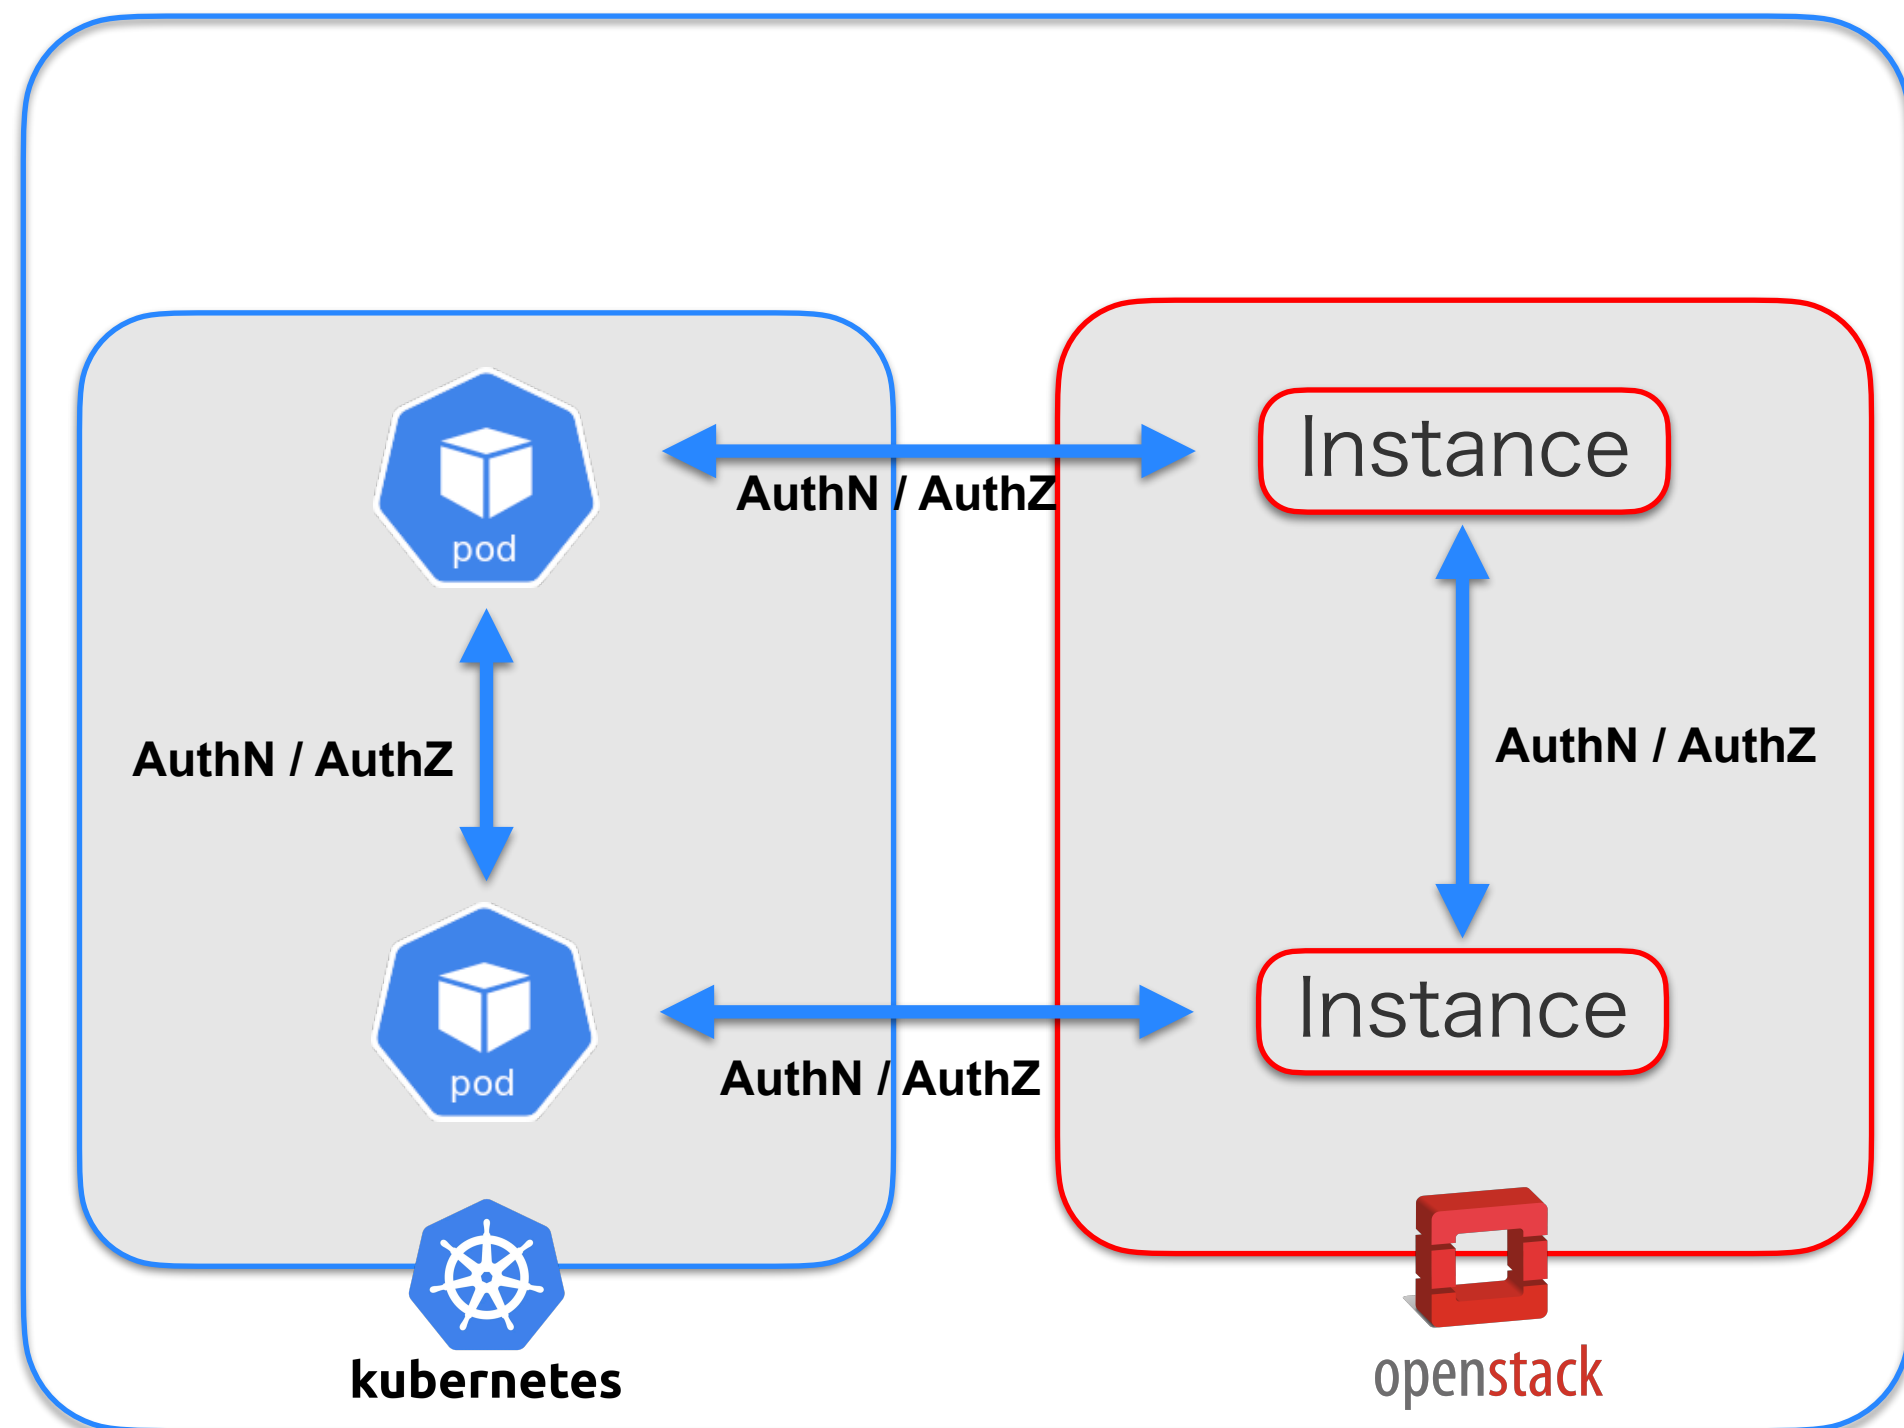 Instance
AuthN / AuthZ
pod
AuthN / AuthZ
AuthN / AuthZ
Instance
pod
AuthN / AuthZ
kubernetes
openstack